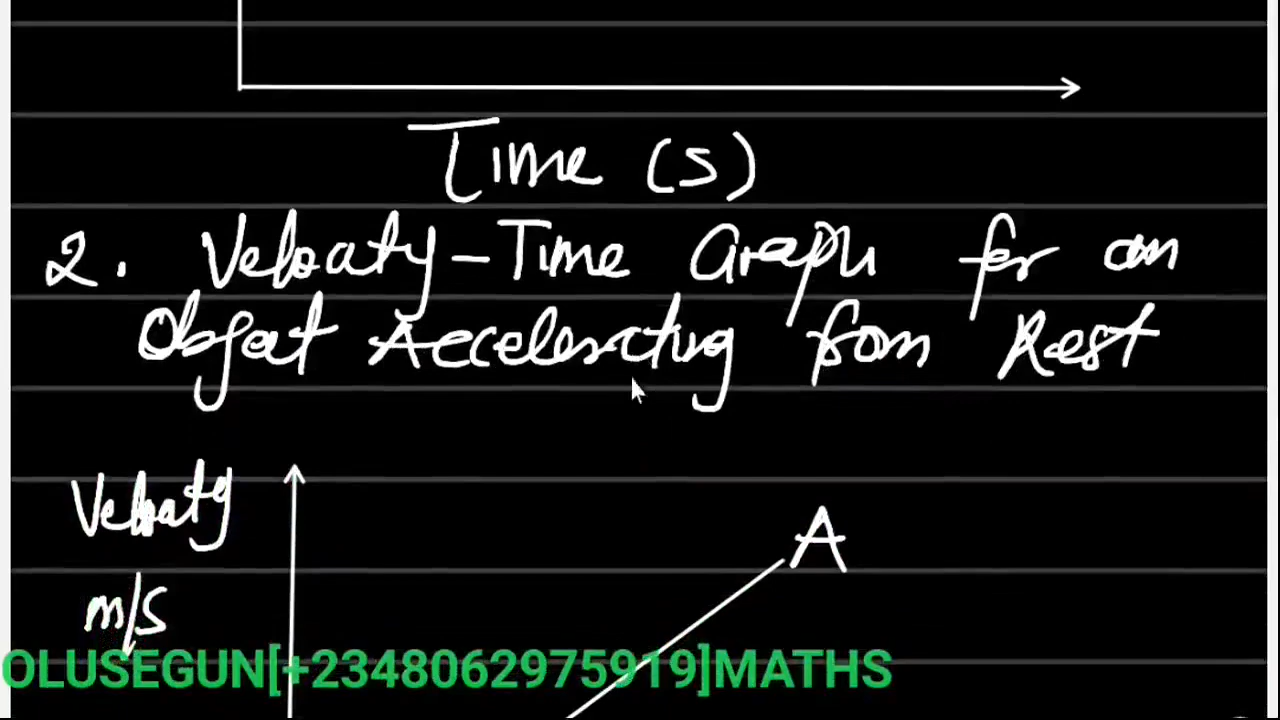 Time (s)
2. Velocity-Time Graph for an
Object Accelerating from Rest
Velocity
A
m/s
OLUSEGUN[+2348062975919]MATHS